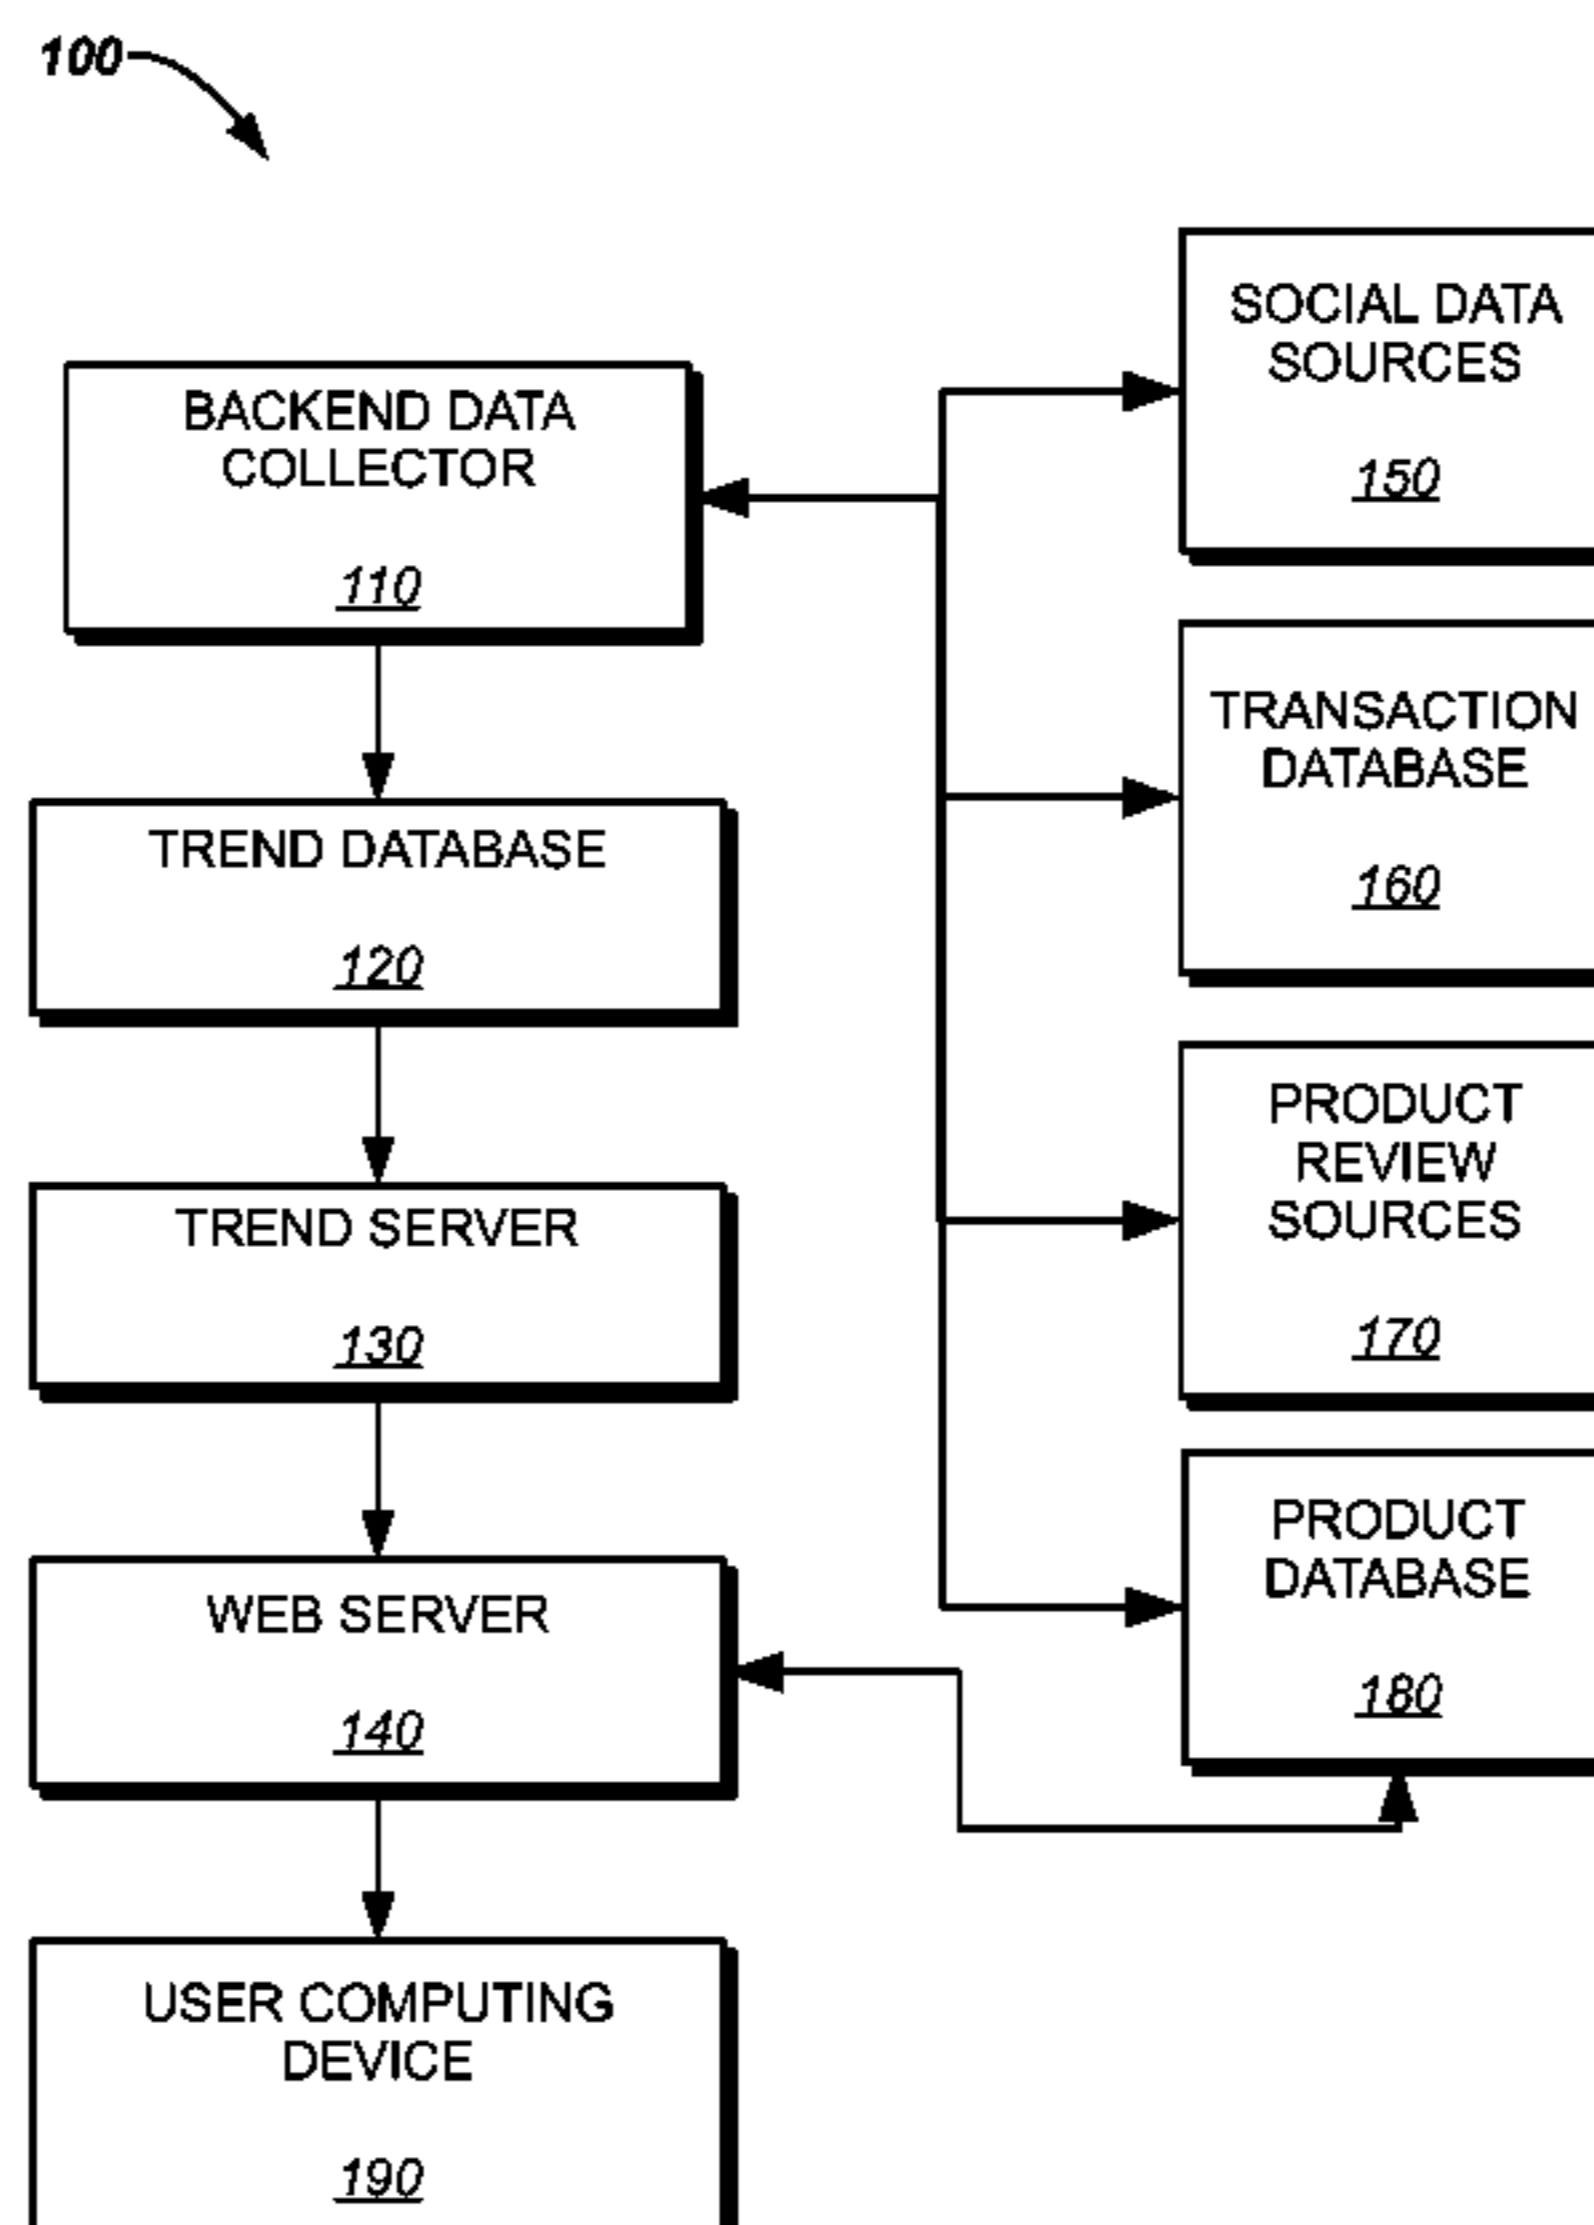 100
BACKEND DATA
COLLECTOR
110
TREND DATABASE
120
TREND SERVER
130
WEB SERVER
140
USER COMPUTING
DEVICE
190
SOCIAL DATA
SOURCES
150
TRANSACTION
DATABASE
160
PRODUCT
REVIEW
SOURCES
170
PRODUCT
DATABASE
180